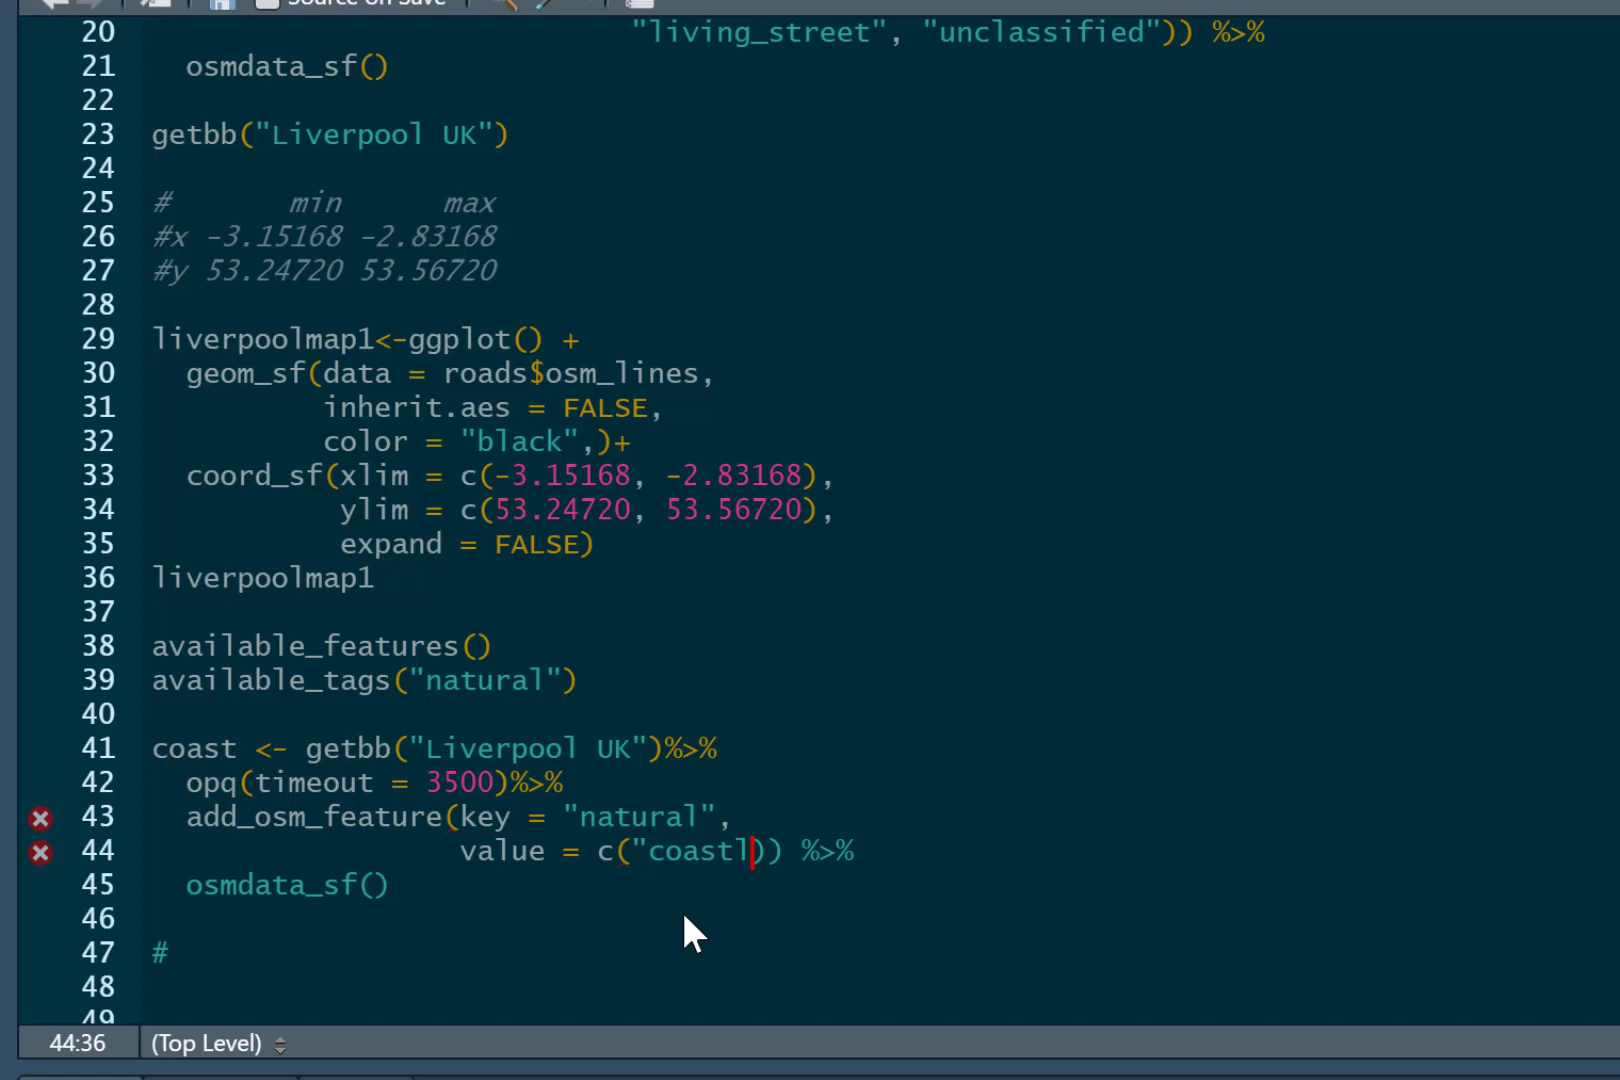 Source on Save
20 "living_street", "unclassified")) %>%
21 osmdata_sf()
22
23 getbb("Liverpool UK")
24
25 # min max
26 #x -3.15168 -2.83168
27 #y 53.24720 53.56720
28
29 liverpoolmap1<-ggplot() +
30 geom_sf(data = roads$osm_lines,
31 inherit.aes = FALSE,
32 color = "black",)+
33 coord_sf(xlim = c(-3.15168, -2.83168),
34 ylim = c(53.24720, 53.56720),
35 expand = FALSE)
36 liverpoolmap1
37
38 available_features()
39 available_tags("natural")
40
41 coast <- getbb("Liverpool UK")%>%
42 opq(timeout = 3500)%>%
43 add_osm_feature(key = "natural",
44 value = c("coastl)) %>%
45 osmdata_sf()
46
47 #
48
49
44:36 (Top Level)